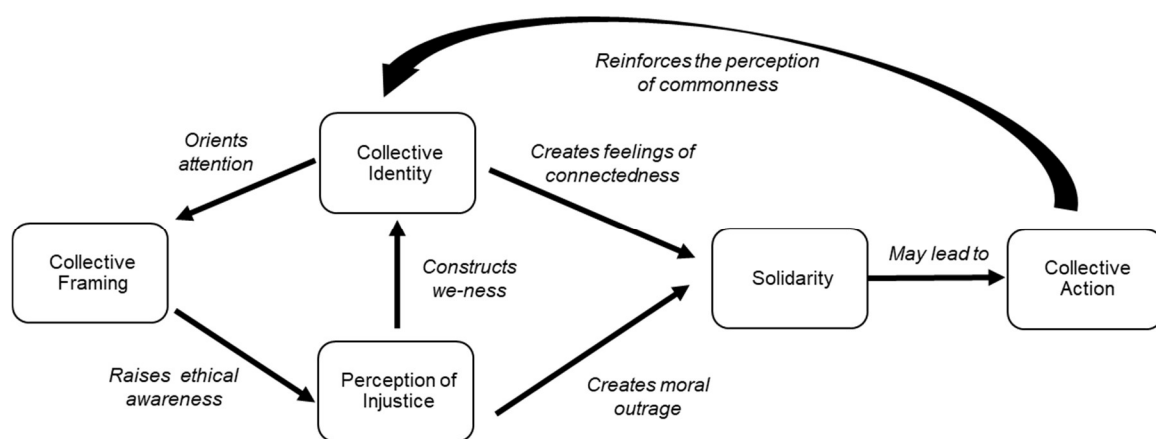 Reinforces the perception
of commonness
Orients
attention
Collective
Identity
Creates feelings of
connectedness
Collective
Framing
Constructs
we-ness
Solidarity
May lead to
Collective
Action
Raises ethical
awareness
Perception of
Injustice
Creates moral
outrage